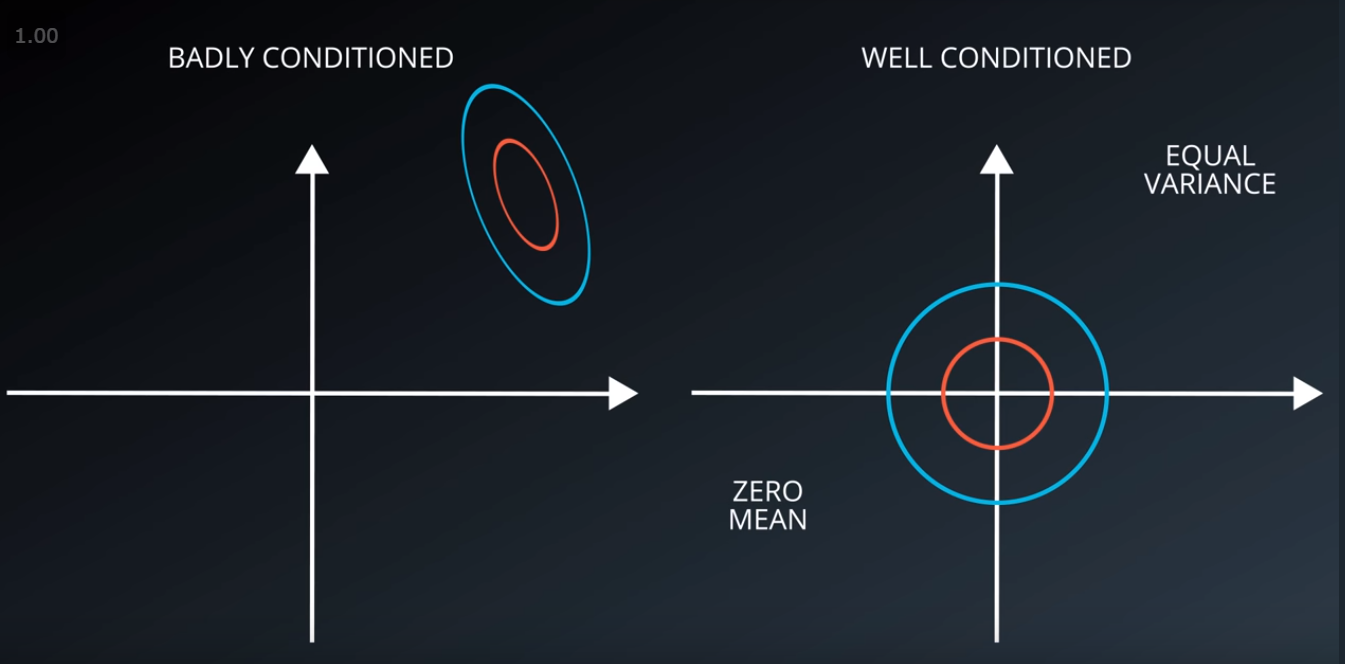 1.00
BADLY CONDITIONED
WELL CONDITIONED
EQUAL
VARIANCE
ZERO
MEAN